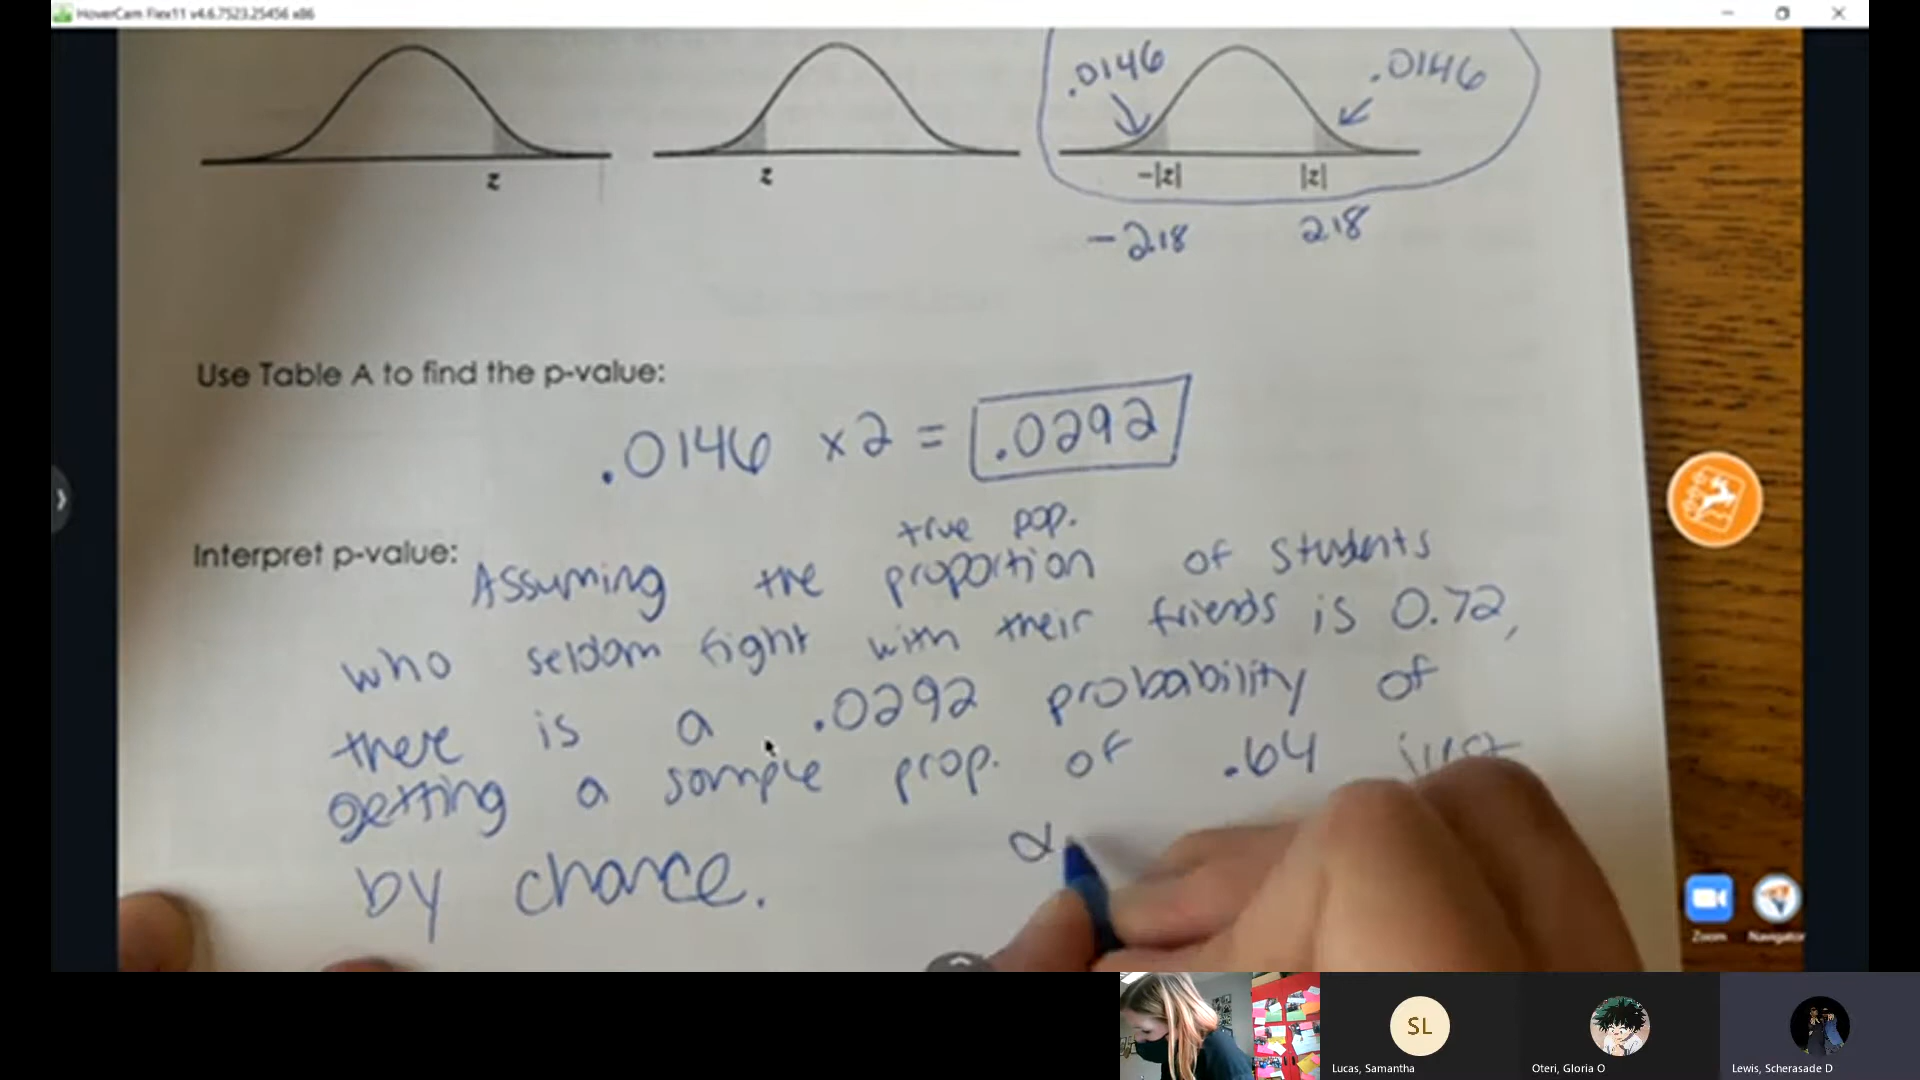 HoverCam Flex11 v4.6.7523.25456 x86
.0146
.0146
z
z
-|z|
|z|
-2.18
2.18
Use Table A to find the p-value:
.0146 x2 = .0292
true pop.
Interpret p-value: Assuming the proportion of students
who seldom fight with their friends is 0.72,
there is a .0292 probability of
getting a sample prop. of .64 just
by chance.
α
Zoom
Navigator
SL
Lucas, Samantha
Oteri, Gloria O
Lewis, Scherasade D